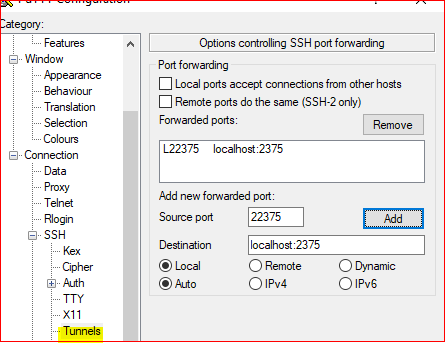 Category:
Features
Window
Appearance
Behaviour
Translation
Selection
Colours
Connection
Data
Proxy
Telnet
Rlogin
SSH
Kex
Cipher
Auth
TTY
X11
Tunnels
Options controlling SSH port forwarding
Port forwarding
Local ports accept connections from other hosts
Remote ports do the same (SSH-2 only)
Forwarded ports:
Remove
L22375 localhost:2375
Add new forwarded port:
Source port 22375 Add
Destination localhost:2375
Local Remote Dynamic
Auto IPv4 IPv6